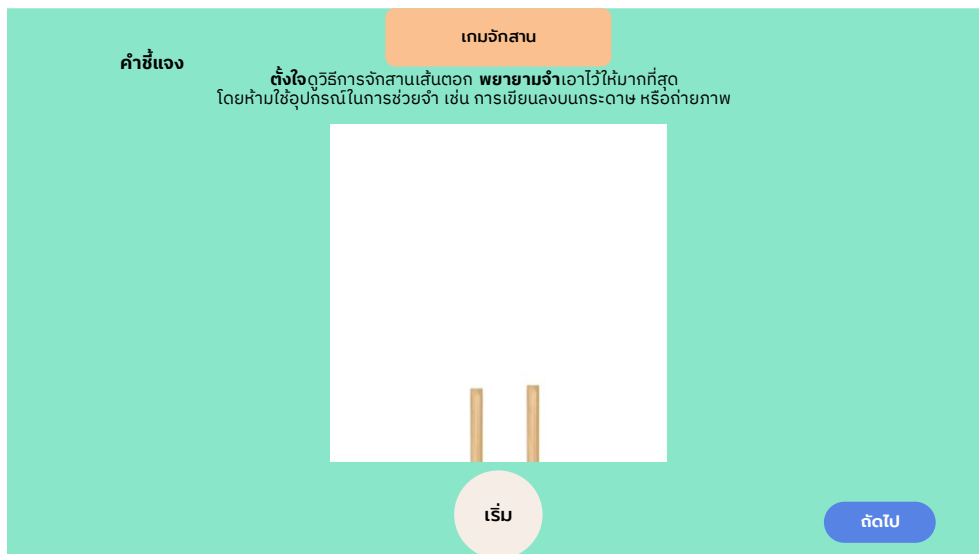 เกมจักสาน
คำชี้แจง
ตั้งใจดูวิธีการจักสานเส้นตอก พยายามจำเอาไว้ให้มากที่สุด
โดยห้ามใช้อุปกรณ์ในการช่วยจำ เช่น การเขียนลงบนกระดาษ หรือถ่ายภาพ
เริ่ม
ถัดไป